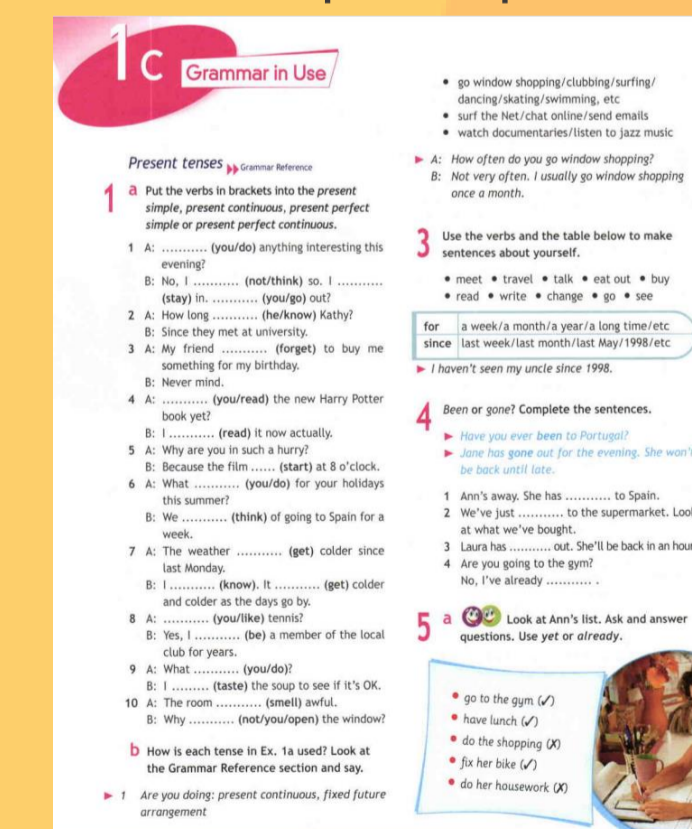 1c Grammar in Use
Present tenses Grammar Reference
1 a Put the verbs in brackets into the present
simple, present continuous, present perfect
simple or present perfect continuous.
1 A: ........... (you/do) anything interesting this
evening?
B: No, I ........... (not/think) so. I ...........
(stay) in. ........... (you/go) out?
2 A: How long ........... (he/know) Kathy?
B: Since they met at university.
3 A: My friend ........... (forget) to buy me
something for my birthday.
B: Never mind.
4 A: ........... (you/read) the new Harry Potter
book yet?
B: I ........... (read) it now actually.
5 A: Why are you in such a hurry?
B: Because the film ...... (start) at 8 o'clock.
6 A: What ........... (you/do) for your holidays
this summer?
B: We ........... (think) of going to Spain for a
week.
7 A: The weather ........... (get) colder since
last Monday.
B: I ........... (know). It ........... (get) colder
and colder as the days go by.
8 A: ........... (you/like) tennis?
B: Yes, I ........... (be) a member of the local
club for years.
9 A: What ........... (you/do)?
B: I ......... (taste) the soup to see if it's OK.
10 A: The room ........... (smell) awful.
B: Why ........... (not/you/open) the window?
b How is each tense in Ex. 1a used? Look at
the Grammar Reference section and say.
▶ 1 Are you doing: present continuous, fixed future
arrangement
• go window shopping/clubbing/surfing/
dancing/skating/swimming, etc
• surf the Net/chat online/send emails
• watch documentaries/listen to jazz music
▶ A: How often do you go window shopping?
B: Not very often. I usually go window shopping
once a month.
3 Use the verbs and the table below to make
sentences about yourself.
• meet • travel • talk • eat out • buy
• read • write • change • go • see
for a week/a month/a year/a long time/etc
since last week/last month/last May/1998/etc
▶ I haven't seen my uncle since 1998.
4 Been or gone? Complete the sentences.
▶ Have you ever been to Portugal?
▶ Jane has gone out for the evening. She won't
be back until late.
1 Ann's away. She has ........... to Spain.
2 We've just ........... to the supermarket. Loo
at what we've bought.
3 Laura has ........... out. She'll be back in an hour
4 Are you going to the gym?
No, I've already ........... .
5 a Look at Ann's list. Ask and answer
questions. Use yet or already.
• go to the gym (✓)
• have lunch (✓)
• do the shopping (✗)
• fix her bike (✓)
• do her housework (✗)